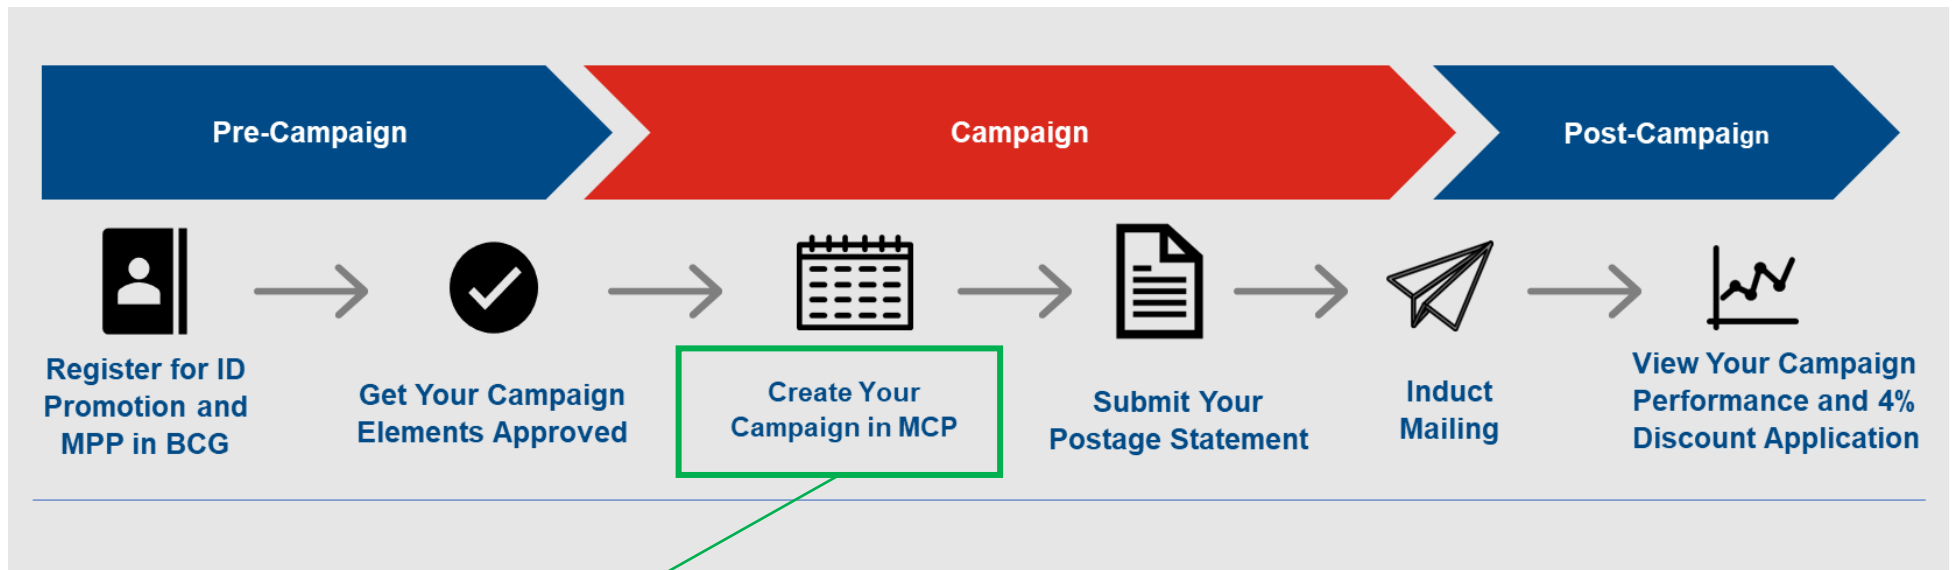 Pre-Campaign
Campaign
Post-Campaign
Register for ID
Promotion and
MPP in BCG
Get Your Campaign
Elements Approved
Create Your
Campaign in MCP
Submit Your
Postage Statement
Induct
Mailing
View Your Campaign
Performance and 4%
Discount Application